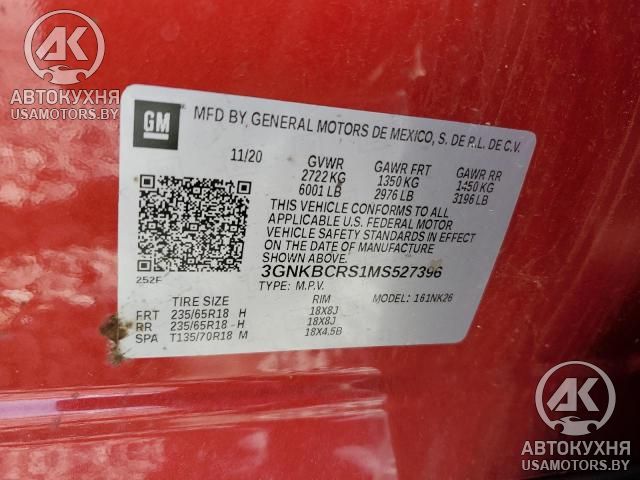 АК
АВТОКУХНЯ
USAMOTORS.BY
GM
MFD BY GENERAL MOTORS DE MEXICO, S. DE R.L. DE C.V.
11/20 GVWR GAWR FRT GAWR RR
2722 KG 1350 KG 1450 KG
6001 LB 2976 LB 3196 LB
THIS VEHICLE CONFORMS TO ALL
APPLICABLE U.S. FEDERAL MOTOR
VEHICLE SAFETY STANDARDS IN EFFECT
ON THE DATE OF MANUFACTURE
SHOWN ABOVE.
3GNKBCRS1MS527396
252F
TYPE: M.P.V. MODEL: 161NK26
TIRE SIZE RIM
FRT 235/65R18 H 18X8J
RR 235/65R18 H 18X8J
SPA T135/70R18 M 18X4.5B
АК
АВТОКУХНЯ
USAMOTORS.BY